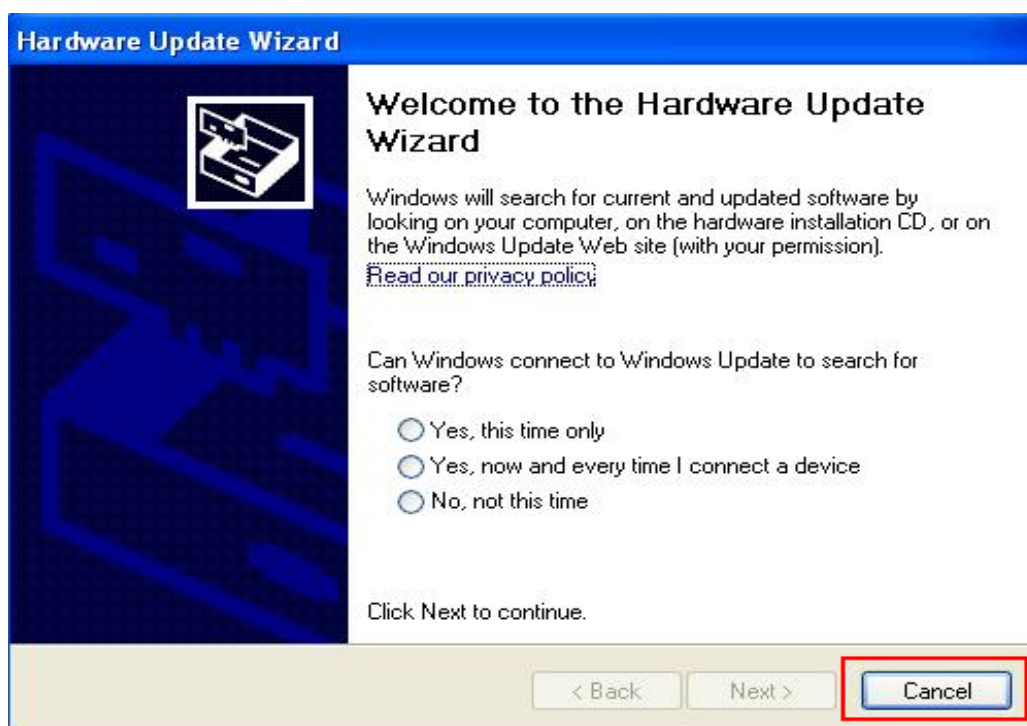 Hardware Update Wizard
Welcome to the Hardware Update
Wizard
Windows will search for current and updated software by
looking on your computer, on the hardware installation CD, or on
the Windows Update Web site (with your permission).
Read our privacy policy
Can Windows connect to Windows Update to search for
software?
Yes, this time only
Yes, now and every time I connect a device
No, not this time
Click Next to continue.
< Back Next > Cancel